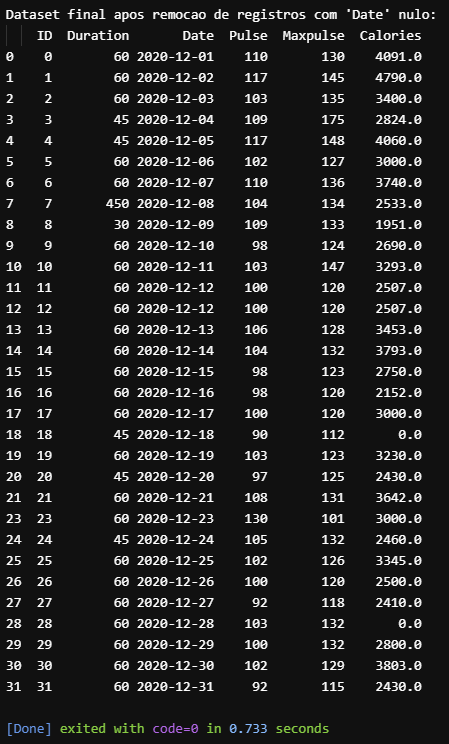 Dataset final apos remocao de registros com 'Date' nulo:
ID Duration Date Pulse Maxpulse Calories
0 0 60 2020-12-01 110 130 4091.0
1 1 60 2020-12-02 117 145 4790.0
2 2 60 2020-12-03 103 135 3400.0
3 3 45 2020-12-04 109 175 2824.0
4 4 45 2020-12-05 117 148 4060.0
5 5 60 2020-12-06 102 127 3000.0
6 6 60 2020-12-07 110 136 3740.0
7 7 450 2020-12-08 104 134 2533.0
8 8 30 2020-12-09 109 133 1951.0
9 9 60 2020-12-10 98 124 2690.0
10 10 60 2020-12-11 103 147 3293.0
11 11 60 2020-12-12 100 120 2507.0
12 12 60 2020-12-12 100 120 2507.0
13 13 60 2020-12-13 106 128 3453.0
14 14 60 2020-12-14 104 132 3793.0
15 15 60 2020-12-15 98 123 2750.0
16 16 60 2020-12-16 98 120 2152.0
17 17 60 2020-12-17 100 120 3000.0
18 18 45 2020-12-18 90 112 0.0
19 19 60 2020-12-19 103 123 3230.0
20 20 45 2020-12-20 97 125 2430.0
21 21 60 2020-12-21 108 131 3642.0
23 23 60 2020-12-23 130 101 3000.0
24 24 45 2020-12-24 105 132 2460.0
25 25 60 2020-12-25 102 126 3345.0
26 26 60 2020-12-26 100 120 2500.0
27 27 60 2020-12-27 92 118 2410.0
28 28 60 2020-12-28 103 132 0.0
29 29 60 2020-12-29 100 132 2800.0
30 30 60 2020-12-30 102 129 3803.0
31 31 60 2020-12-31 92 115 2430.0
[Done] exited with code=0 in 0.733 seconds